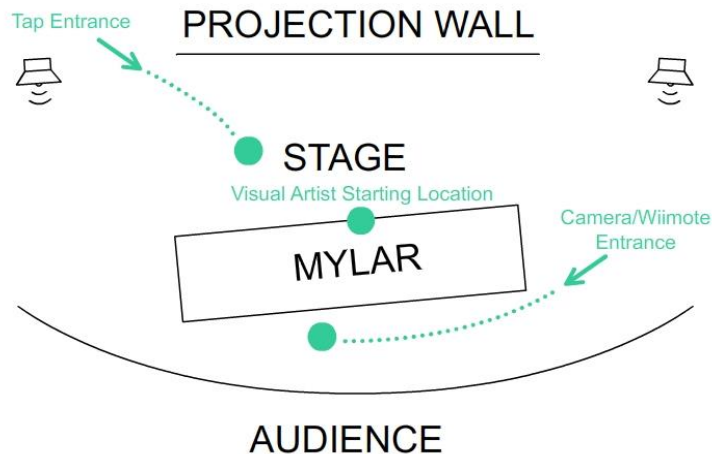 Tap Entrance
PROJECTION WALL
STAGE
Visual Artist Starting Location
Camera/Wiimote
Entrance
MYLAR
AUDIENCE